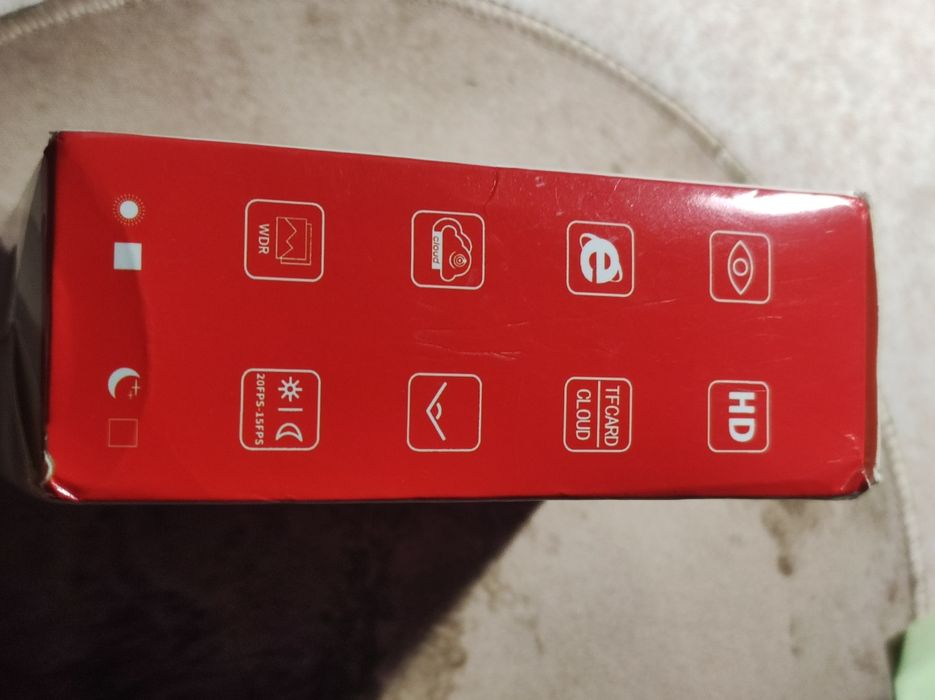 HD
TFCARD
CLOUD
cloud
WDR
20FPS-15FPS